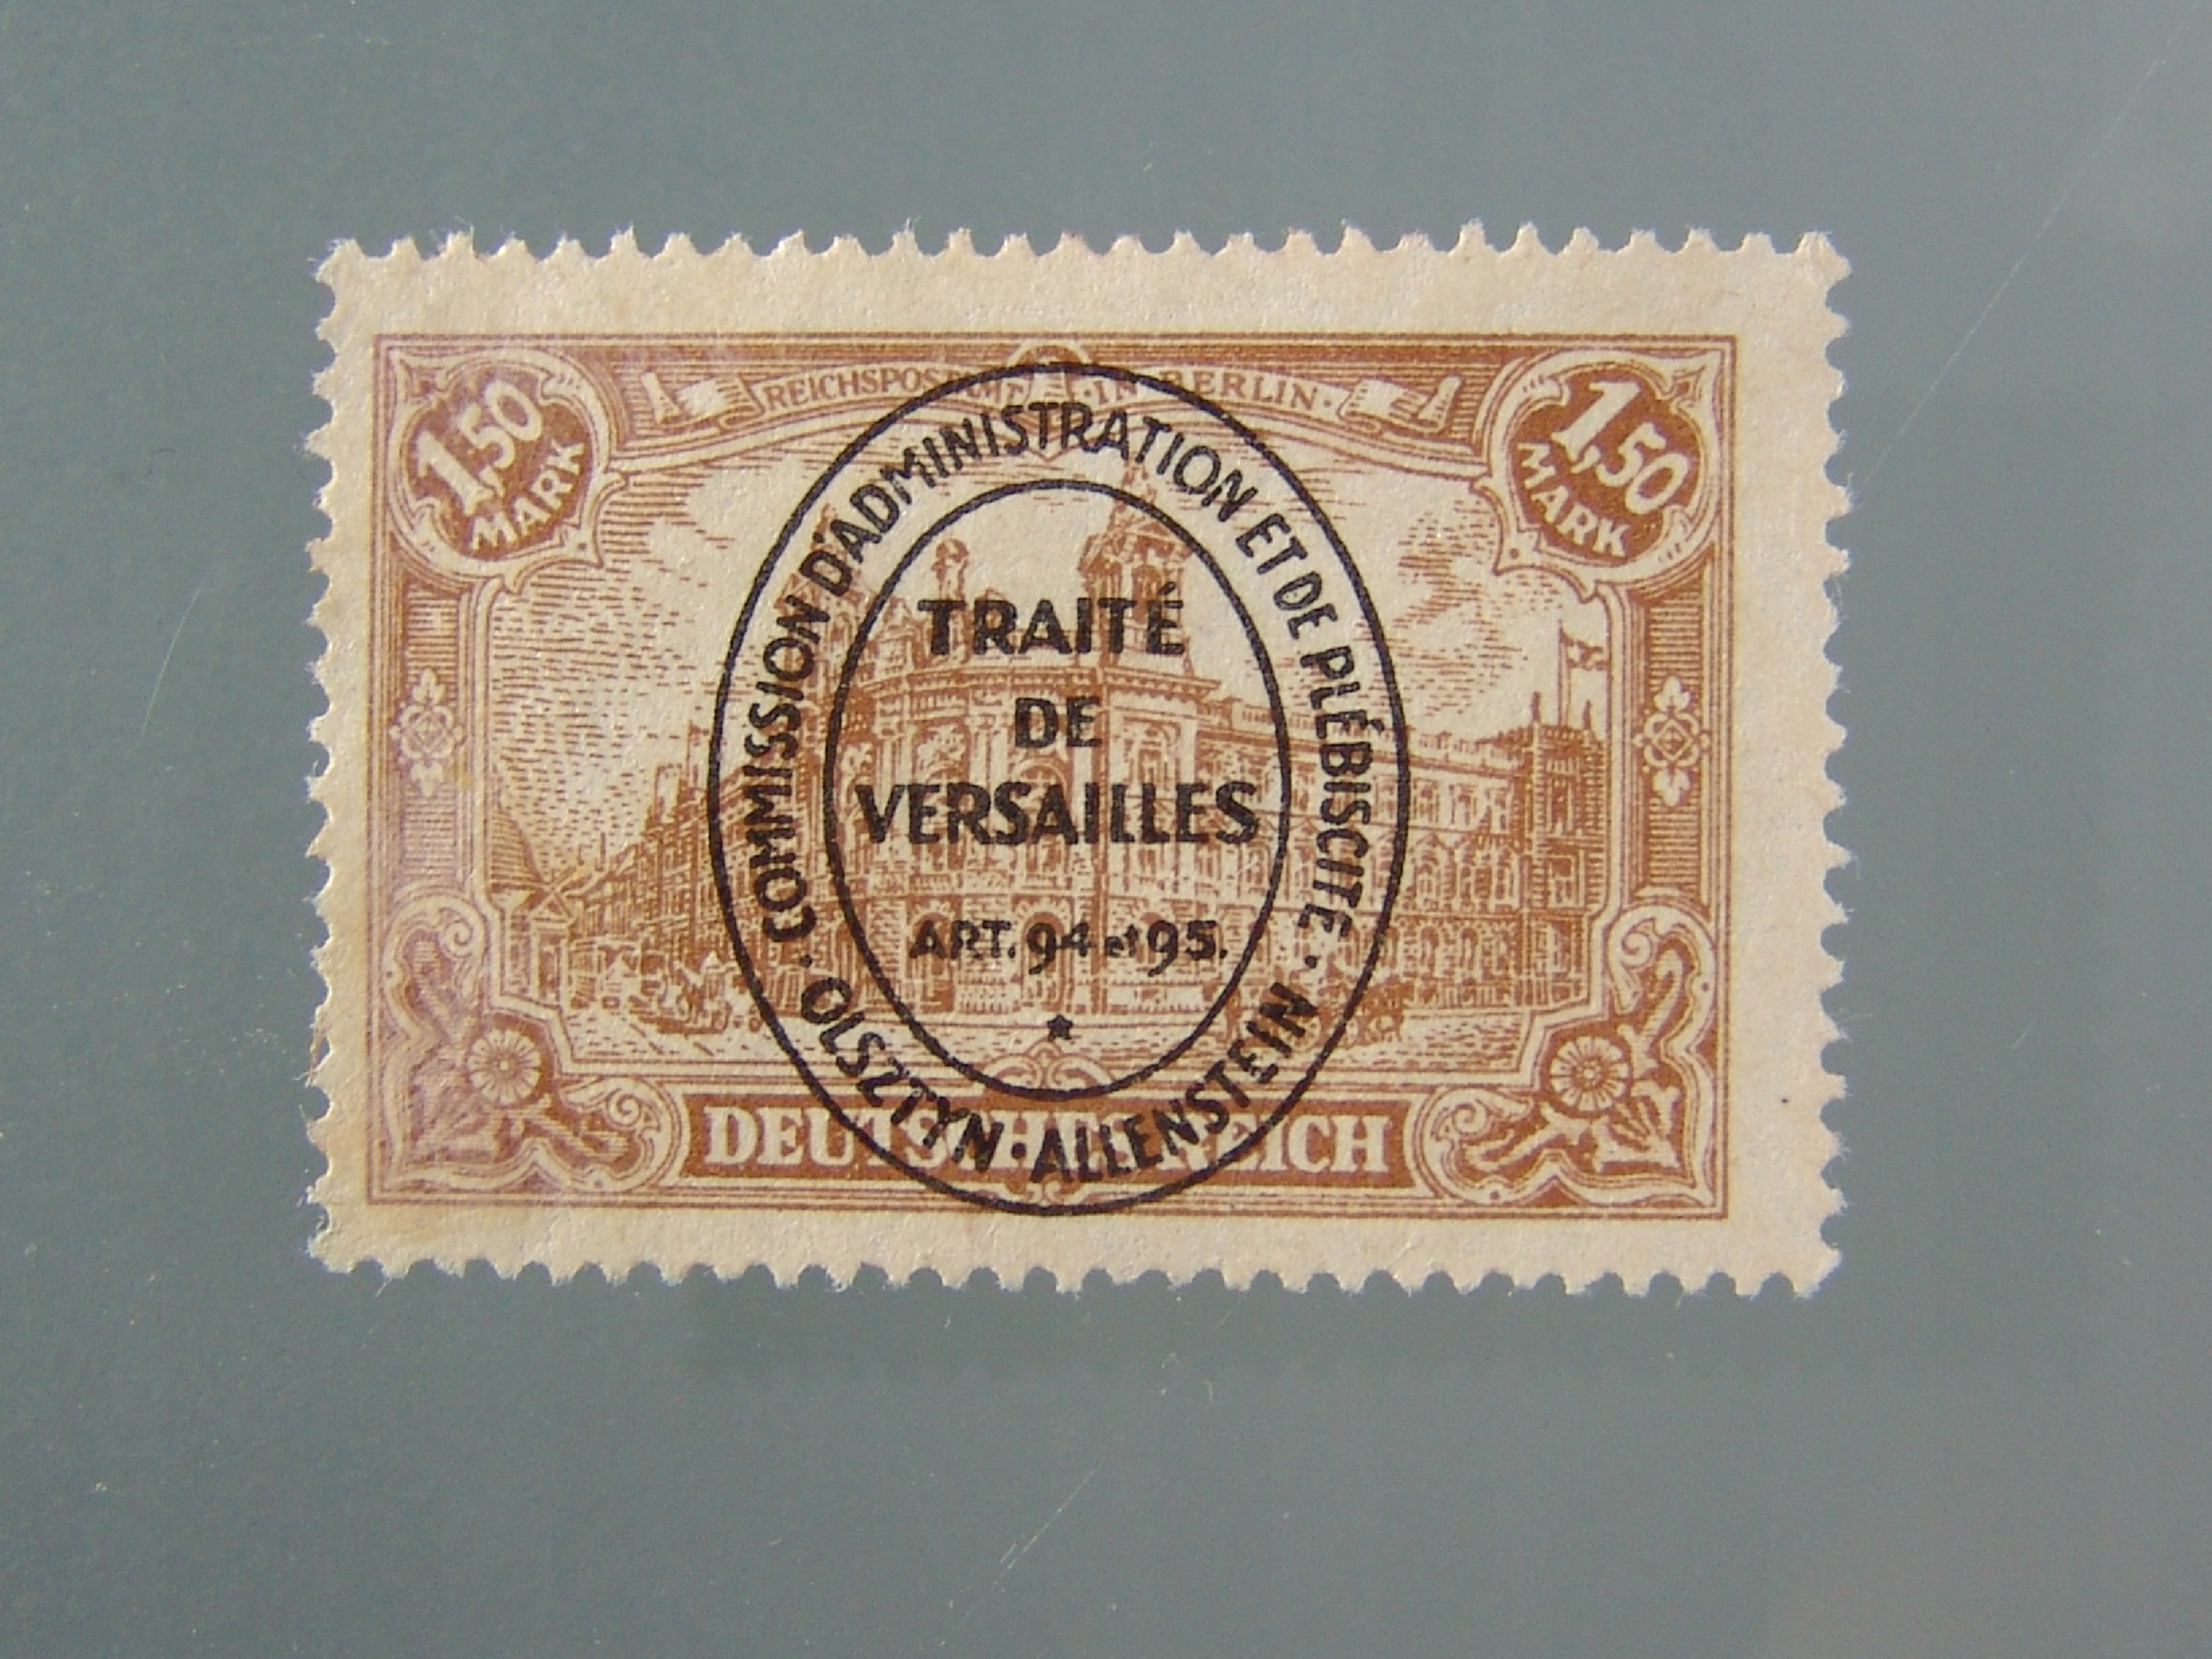 1,50
MARK
REICHSPOSTAMT · IN · BERLIN ·
1,50
MARK
COMMISSION D'ADMINISTRATION ET DE PLÉBISCITE
TRAITÉ
DE
VERSAILLES
ART. 94 et 95.
· OLSZTYN · ALLENSTEIN ·
DEUTSCHES REICH